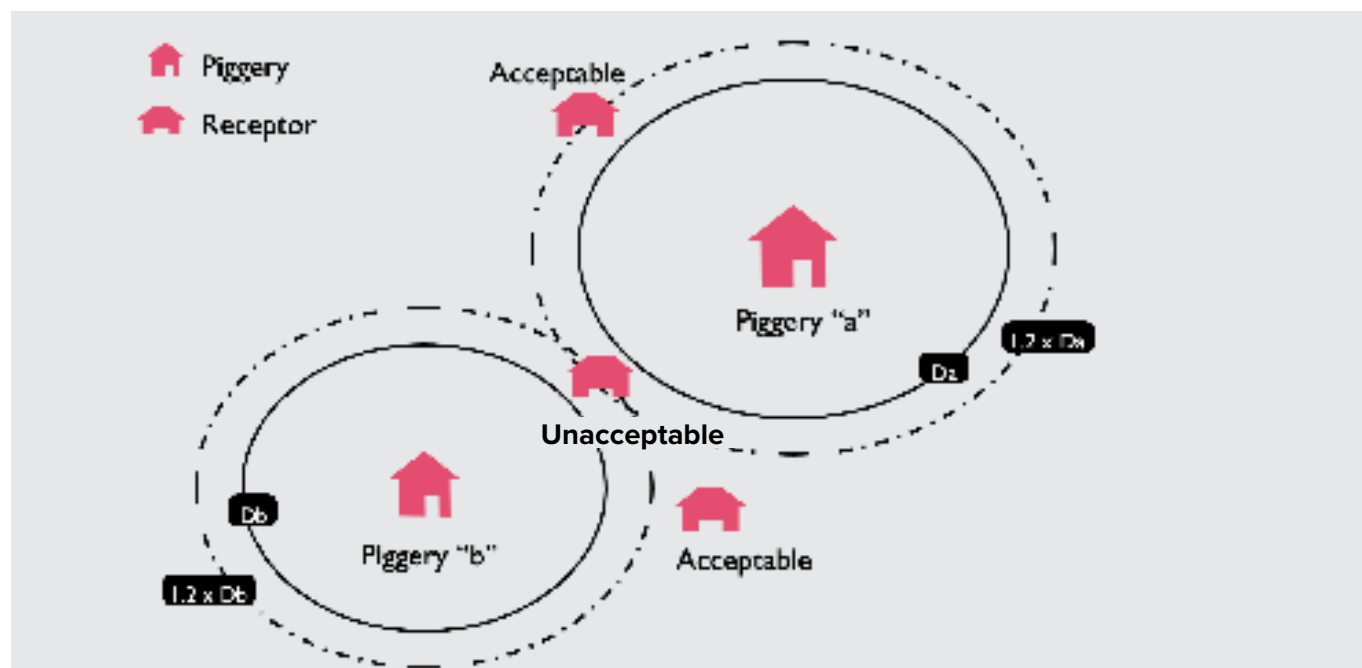 Piggery
Receptor
Acceptable
Piggery “a”
1.2 x Da
Da
Unacceptable
Db
Piggery “b”
Acceptable
1.2 x Db